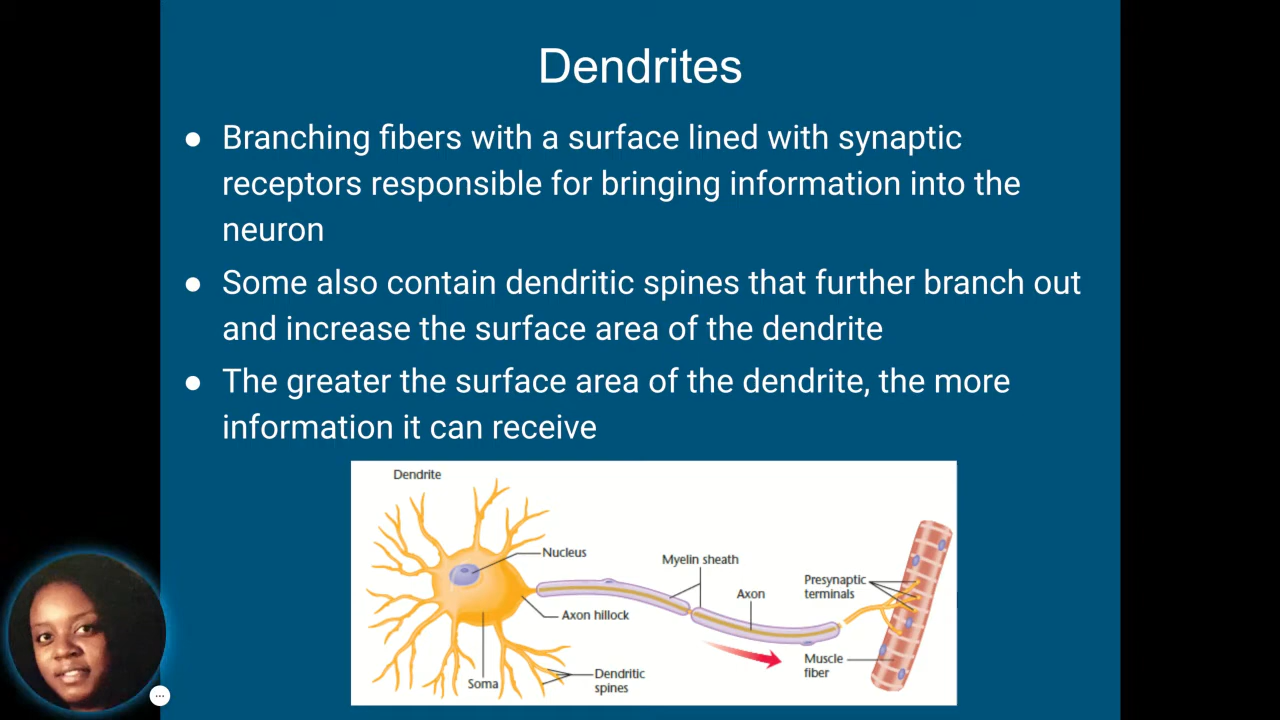 Dendrites
● Branching fibers with a surface lined with synaptic
receptors responsible for bringing information into the
neuron
● Some also contain dendritic spines that further branch out
and increase the surface area of the dendrite
● The greater the surface area of the dendrite, the more
information it can receive
Dendrite
Nucleus
Myelin sheath
Axon
Presynaptic
terminals
Axon hillock
Muscle
fiber
Soma
Dendritic
spines